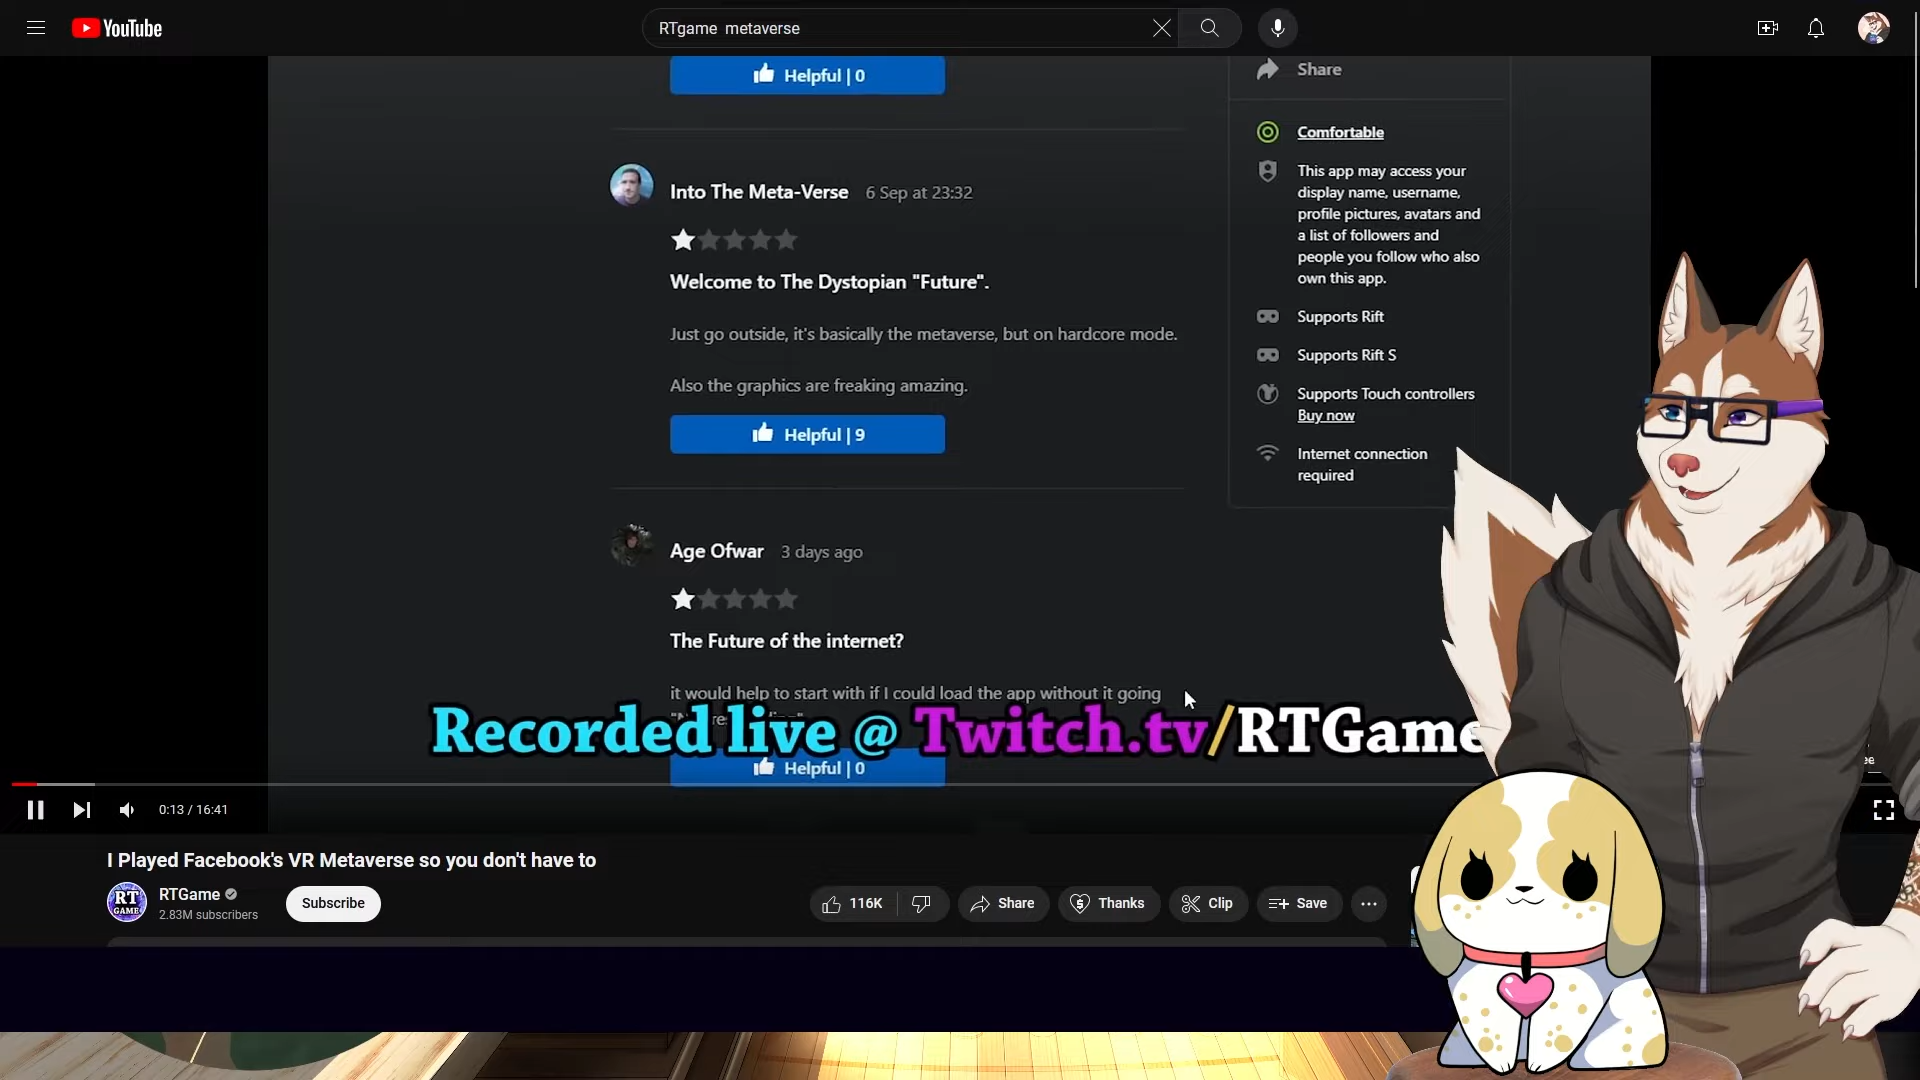 YouTube
RTgame metaverse
Helpful | 0
Share
Comfortable
This app may access your
display name, username,
profile pictures, avatars and
a list of followers and
people you follow who also
own this app.
Supports Rift
Supports Rift S
Supports Touch controllers
Buy now
Internet connection
required
Into The Meta-Verse 6 Sep at 23:32
Welcome to The Dystopian "Future".
Just go outside, it's basically the metaverse, but on hardcore mode.
Also the graphics are freaking amazing.
Helpful | 9
Age Ofwar 3 days ago
The Future of the internet?
it would help to start with if I could load the app without it going
Recorded live @ Twitch.tv/RTGame
Helpful | 0
0:13 / 16:41
I Played Facebook's VR Metaverse so you don't have to
RT
GAME
RTGame
2.83M subscribers
Subscribe
116K
Share
Thanks
Clip
Save